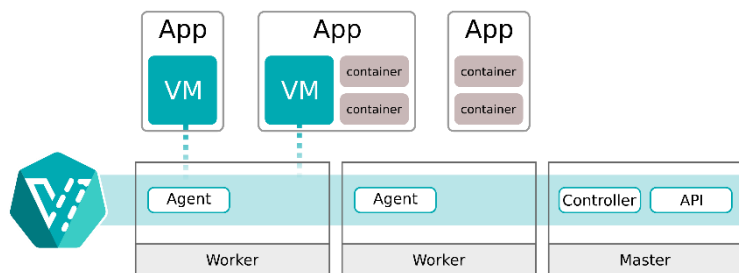 App
App
App
VM
VM
container
container
container
container
Agent
Agent
Controller
API
Worker
Worker
Master